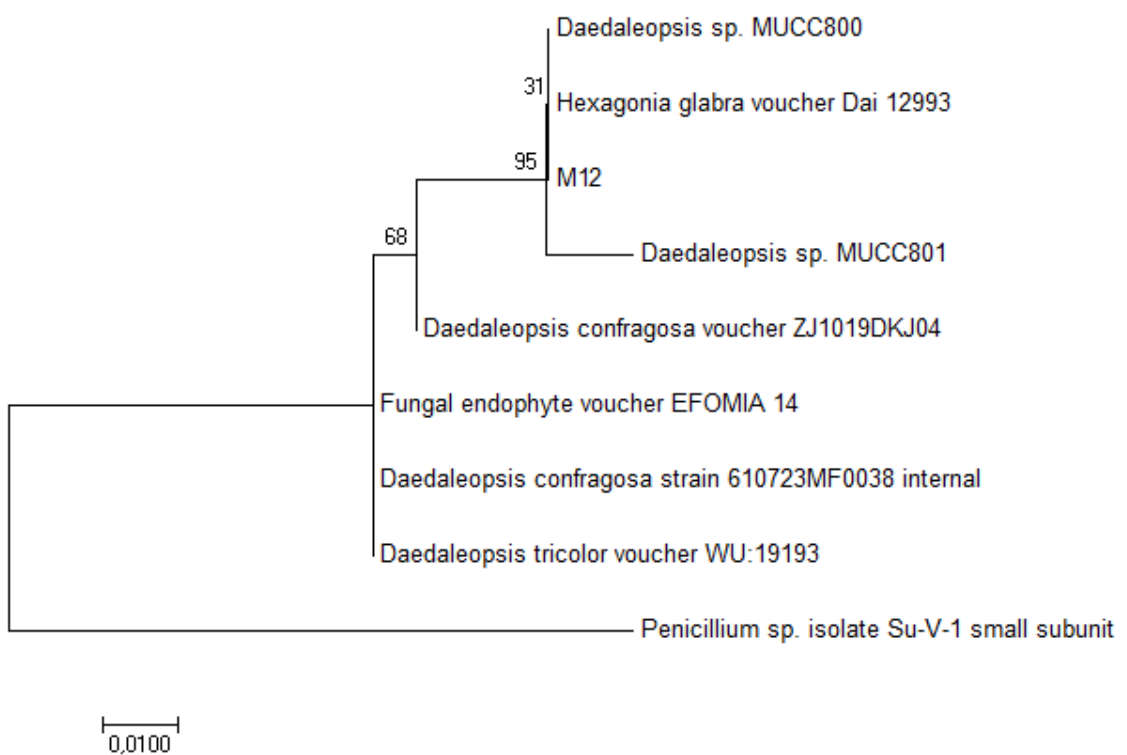 Daedaleopsis sp. MUCC800
31
Hexagonia glabra voucher Dai 12993
95
M12
68
Daedaleopsis sp. MUCC801
Daedaleopsis confragosa voucher ZJ1019DKJ04
Fungal endophyte voucher EFOMIA 14
Daedaleopsis confragosa strain 610723MF0038 internal
Daedaleopsis tricolor voucher WU:19193
Penicillium sp. isolate Su-V-1 small subunit
0,0100